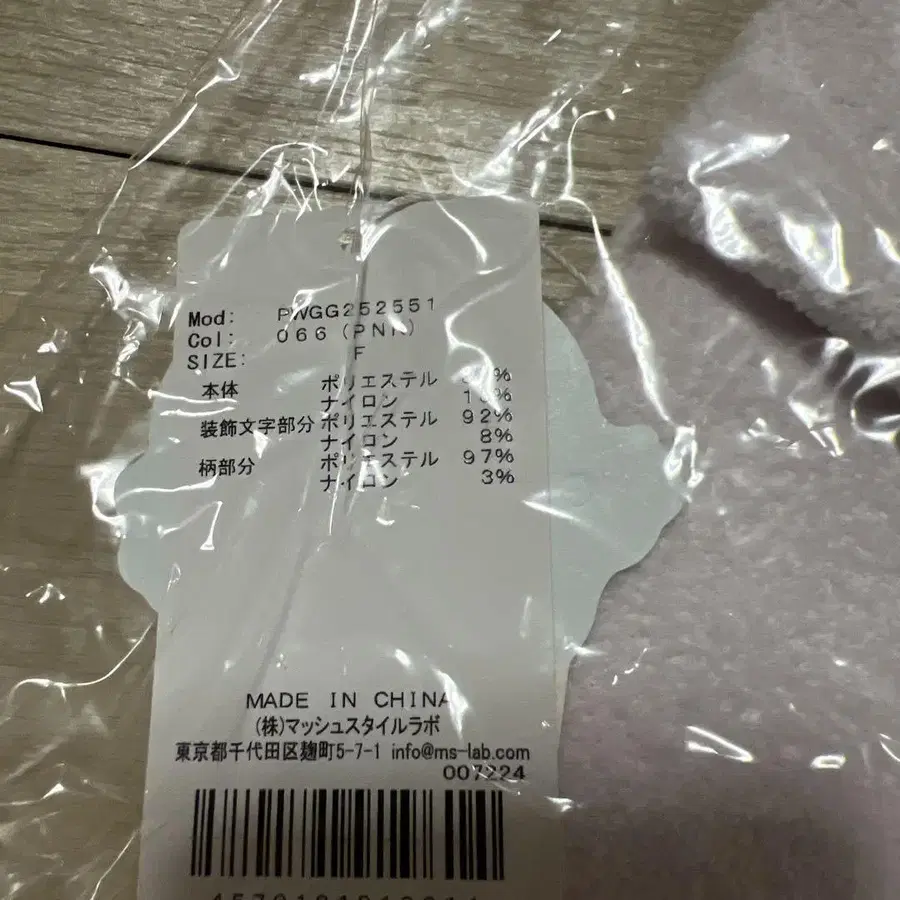 Mod: PWGG252551
Col: 066 (PNK)
SIZE: F
本体 ポリエステル
ナイロン
装飾文字部分 ポリエステル 92%
ナイロン 8%
柄部分 ポリエステル 97%
ナイロン 3%
MADE IN CHINA
(株)マッシュスタイルラボ
東京都千代田区麹町5-7-1 info@ms-lab.com
007224